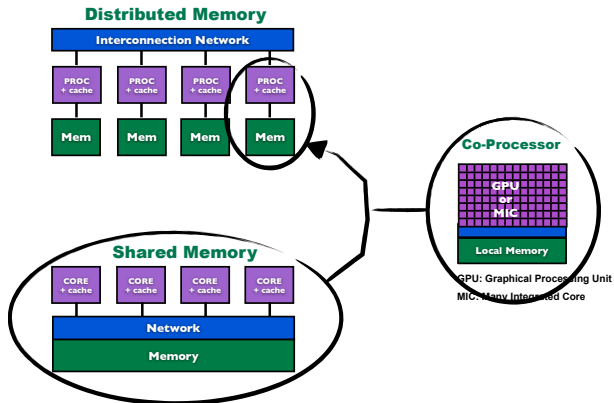 Distributed Memory
Interconnection Network
PROC + cache
PROC + cache
PROC + cache
PROC + cache
Mem
Mem
Mem
Mem
Co-Processor
GPU
or
MIC
Local Memory
GPU: Graphical Processing Unit
MIC: Many Integrated Core
Shared Memory
CORE + cache
CORE + cache
CORE + cache
CORE + cache
Network
Memory